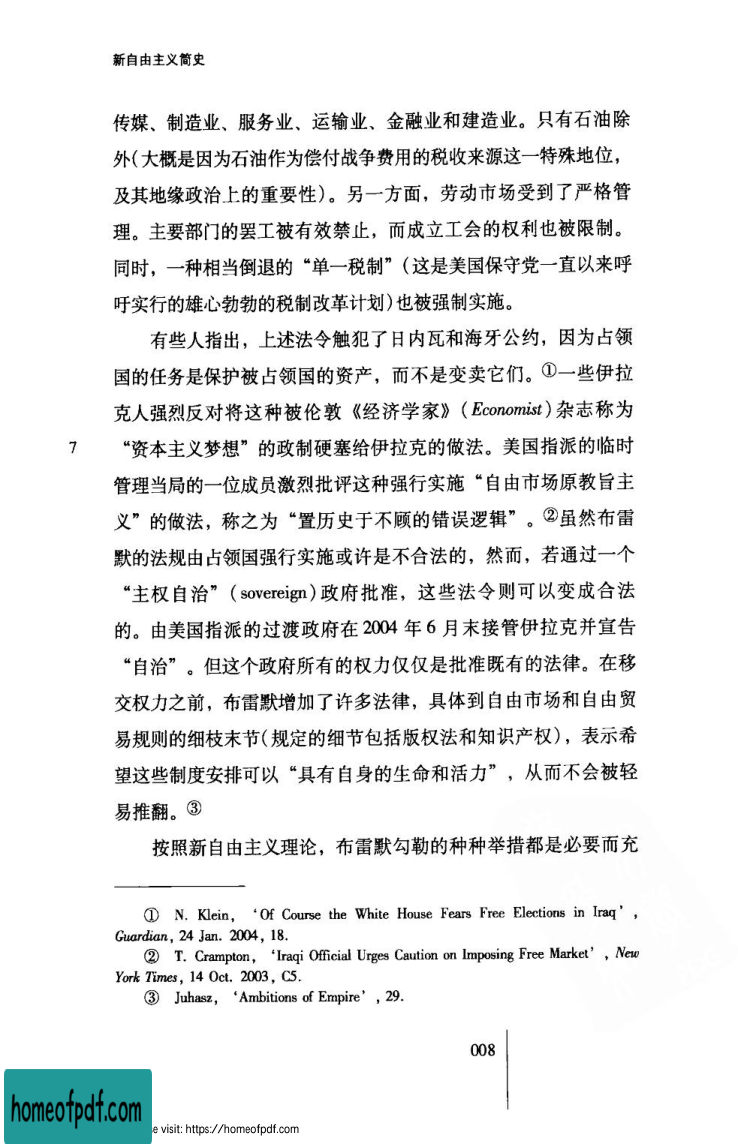 新自由主义简史
传媒、制造业、服务业、运输业、金融业和建造业。只有石油除
外(大概是因为石油作为偿付战争费用的税收来源这一特殊地位，
及其地缘政治上的重要性)。另一方面，劳动市场受到了严格管
理。主要部门的罢工被有效禁止，而成立工会的权利也被限制。
同时，一种相当倒退的“单一税制”(这是美国保守党一直以来呼
吁实行的雄心勃勃的税制改革计划)也被强制实施。
有些人指出，上述法令触犯了日内瓦和海牙公约，因为占领
国的任务是保护被占领国的资产，而不是变卖它们。①一些伊拉
克人强烈反对将这种被伦敦《经济学家》(Economist)杂志称为
7 “资本主义梦想”的政制硬塞给伊拉克的做法。美国指派的临时
管理当局的一位成员激烈批评这种强行实施“自由市场原教旨主
义”的做法，称之为“置历史于不顾的错误逻辑”。②虽然布雷
默的法规由占领国强行实施或许是不合法的，然而，若通过一个
“主权自治”(sovereign)政府批准，这些法令则可以变成合法
的。由美国指派的过渡政府在 2004 年 6 月末接管伊拉克并宣告
“自治”。但这个政府所有的权力仅仅是批准既有的法律。在移
交权力之前，布雷默增加了许多法律，具体到自由市场和自由贸
易规则的细枝末节(规定的细节包括版权法和知识产权)，表示希
望这些制度安排可以“具有自身的生命和活力”，从而不会被轻
易推翻。③
按照新自由主义理论，布雷默勾勒的种种举措都是必要而充
① N. Klein, ‘Of Course the White House Fears Free Elections in Iraq’,
Guardian, 24 Jan. 2004, 18.
② T. Crampton, ‘Iraqi Official Urges Caution on Imposing Free Market’, New
York Times, 14 Oct. 2003, C5.
③ Juhasz, ‘Ambitions of Empire’, 29.
008
homeofpdf.com
e visit: https://homeofpdf.com